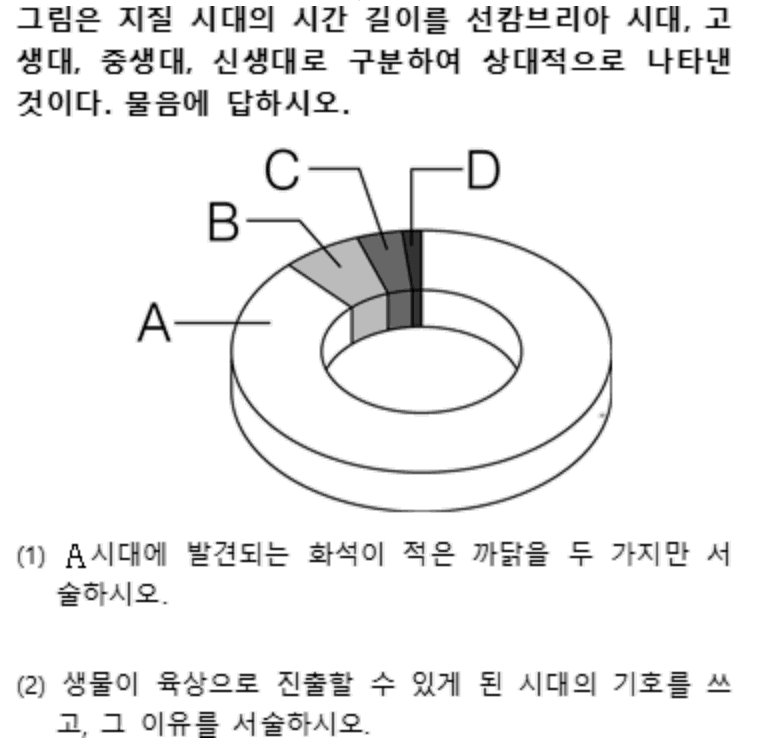 그림은 지질 시대의 시간 길이를 선캄브리아 시대, 고
생대, 중생대, 신생대로 구분하여 상대적으로 나타낸
것이다. 물음에 답하시오.
C
D
B
A
(1) A시대에 발견되는 화석이 적은 까닭을 두 가지만 서
술하시오.
(2) 생물이 육상으로 진출할 수 있게 된 시대의 기호를 쓰
고, 그 이유를 서술하시오.